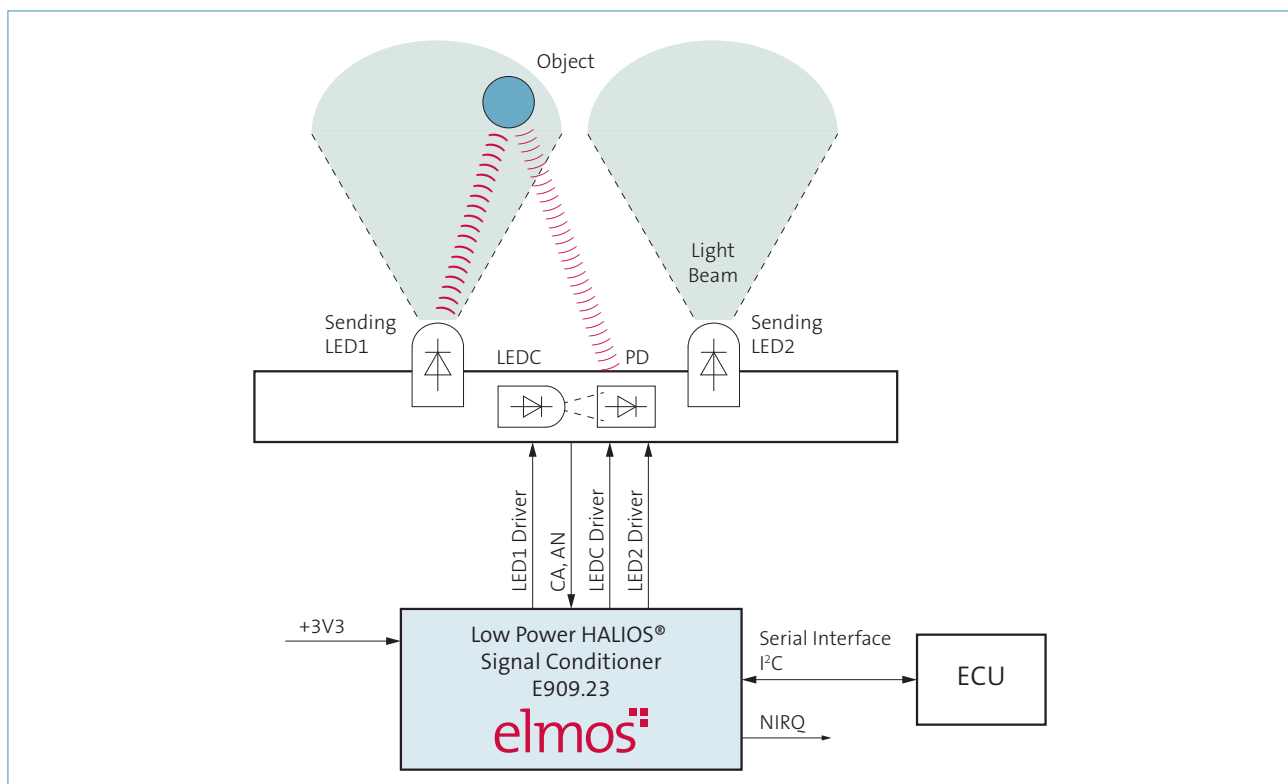 Object
Light
Beam
Sending
LED1
LEDC
PD
Sending
LED2
LED1 Driver
CA, AN
LEDC Driver
LED2 Driver
+3V3
Low Power HALIOS®
Signal Conditioner
E909.23
elmos
Serial Interface
I²C
ECU
NIRQ